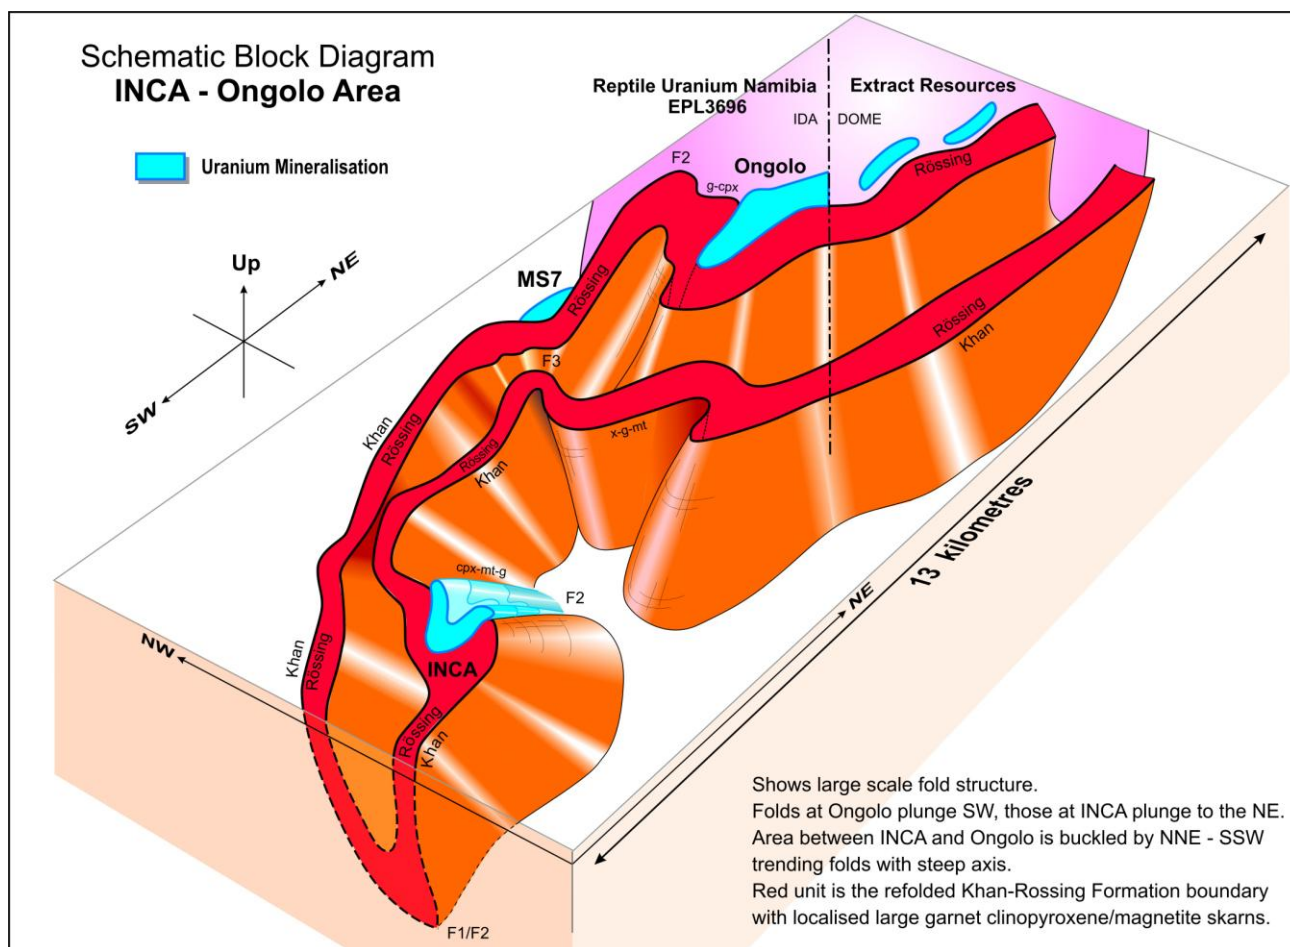 Schematic Block Diagram
INCA - Ongolo Area
Uranium Mineralisation
Reptile Uranium Namibia
EPL3696
Extract Resources
IDA
DOME
F2
g-cpx
Ongolo
Rössing
Up
NE
SW
MS7
Rössing
Rössing
Khan
F3
Khan
Rössing
x-g-mt
Rössing
Khan
13 kilometres
NE
cpx-mt-g
F2
NW
Khan
Rössing
INCA
Rössing
Khan
F1/F2
Shows large scale fold structure.
Folds at Ongolo plunge SW, those at INCA plunge to the NE.
Area between INCA and Ongolo is buckled by NNE - SSW
trending folds with steep axis.
Red unit is the refolded Khan-Rossing Formation boundary
with localised large garnet clinopyroxene/magnetite skarns.